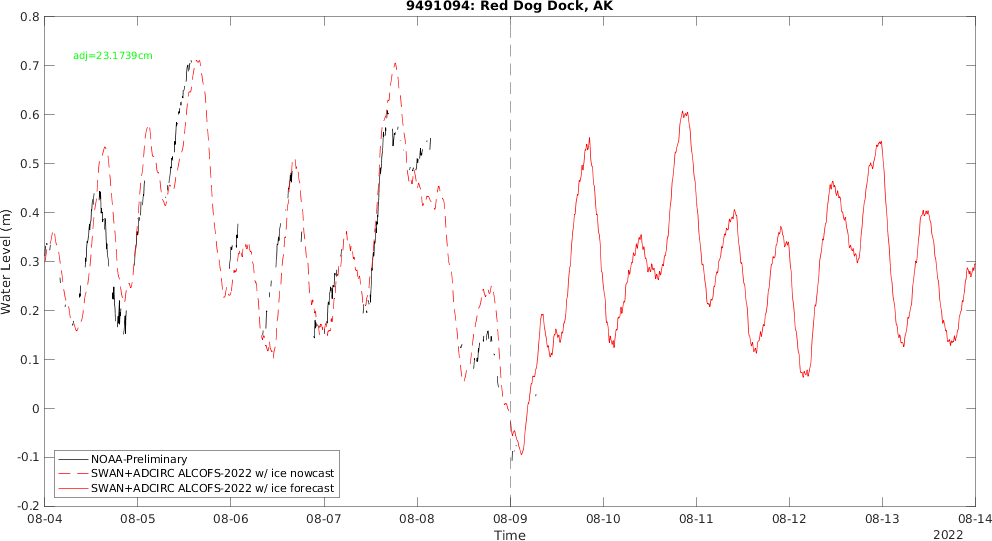 9491094: Red Dog Dock, AK
adj=23.1739cm
0.8
0.7
0.6
0.5
0.4
0.3
0.2
0.1
0
-0.1
-0.2
Water Level (m)
NOAA-Preliminary
SWAN+ADCIRC ALCOFS-2022 w/ ice nowcast
SWAN+ADCIRC ALCOFS-2022 w/ ice forecast
08-04 08-05 08-06 08-07 08-08 08-09 08-10 08-11 08-12 08-13 08-14
Time
2022